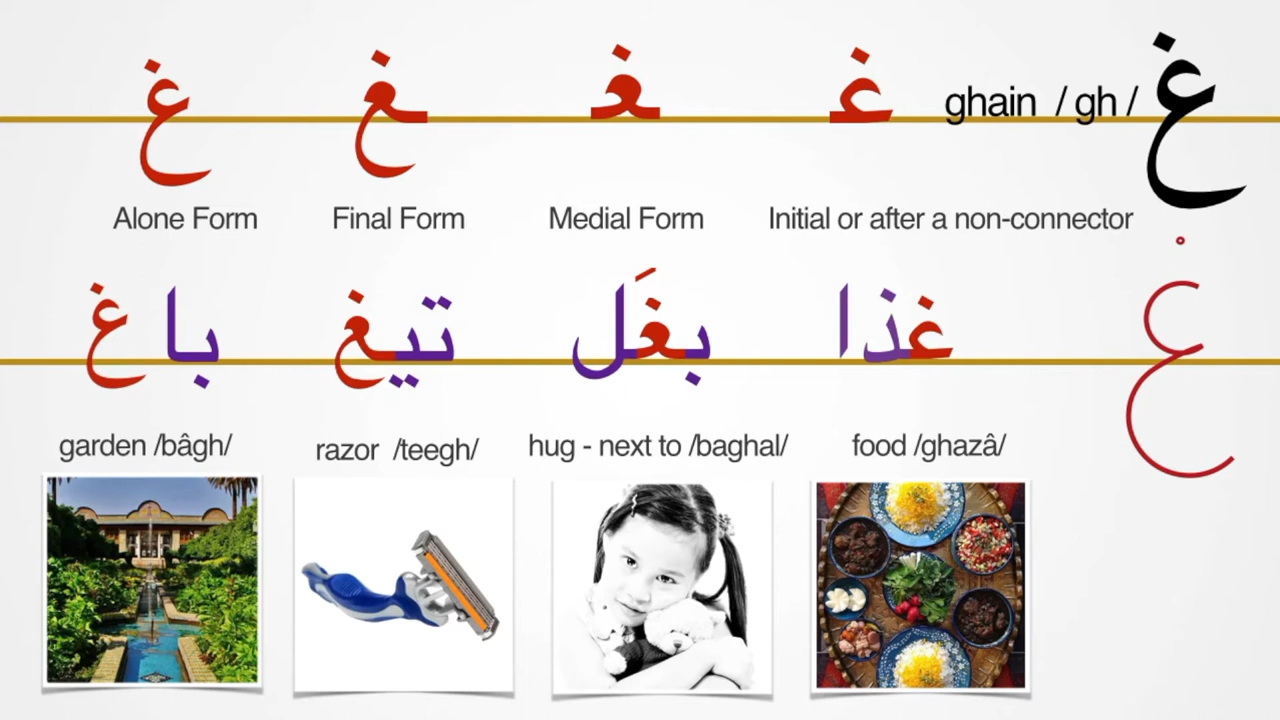 غ ghain / gh /
غـ ـغـ ـغ غ
Initial or after a non-connector Medial Form Final Form Alone Form
غذا بغَل تیغ باغ
food /ghazâ/ hug - next to /baghal/ razor /teegh/ garden /bâgh/